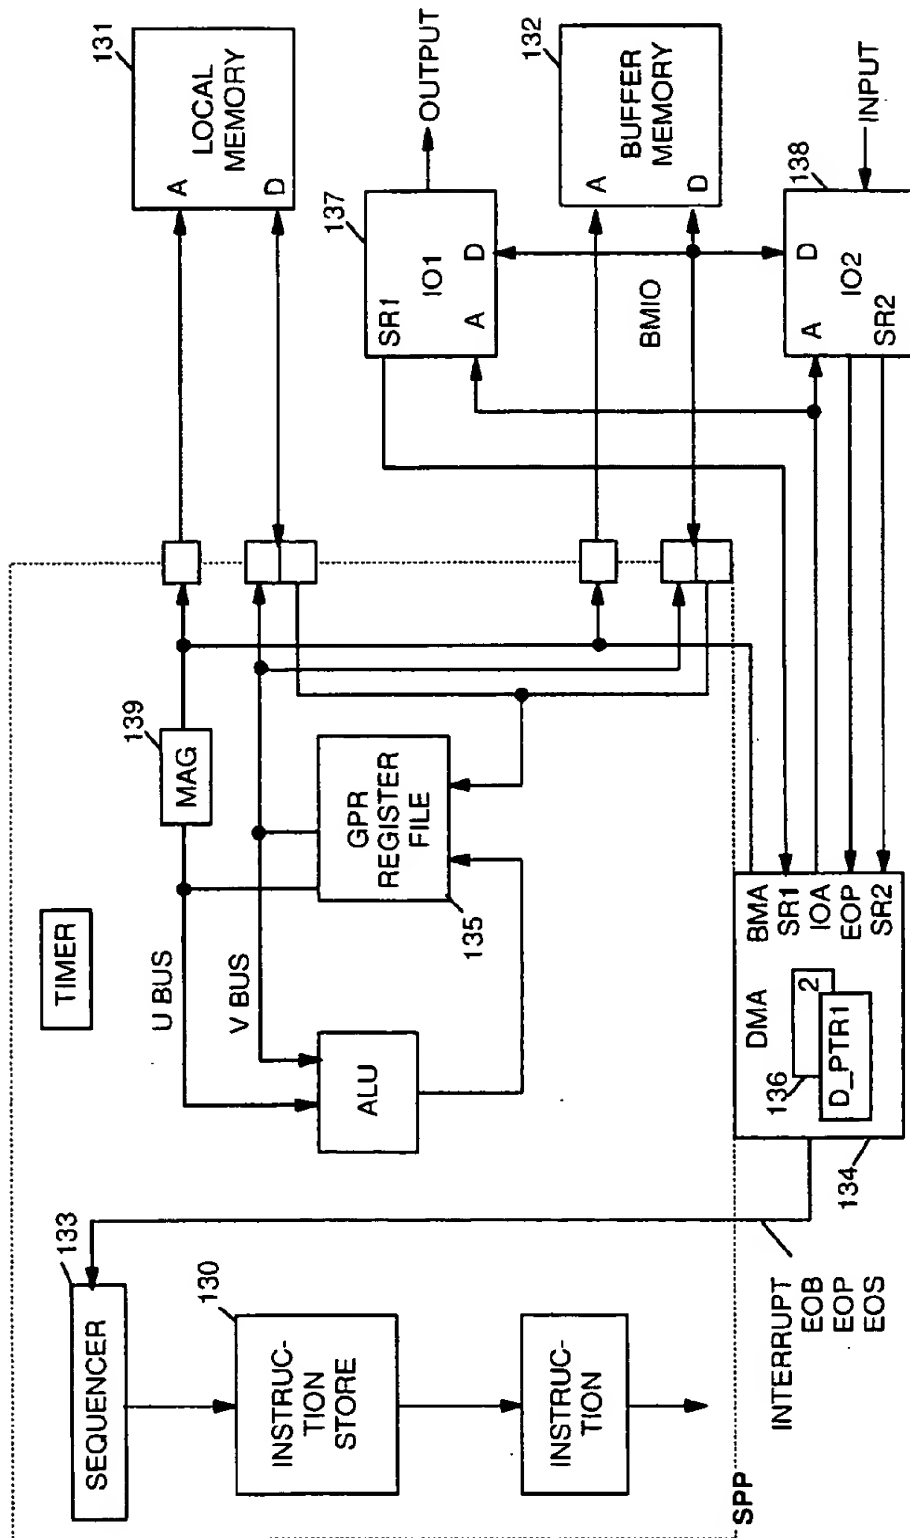 SEQUENCER
133
INSTRUC-
TION
STORE
130
INSTRUC-
TION
SPP
TIMER
U BUS
V BUS
ALU
MAG
139
GPR
REGISTER
FILE
135
INTERRUPT
EOB
EOP
EOS
134
DMA
136
D_PTR1
2
BMA
SR1
IOA
EOP
SR2
LOCAL
MEMORY
A
D
131
137
SR1
IO1
A
D
OUTPUT
BUFFER
MEMORY
A
D
132
BMIO
138
A
D
IO2
SR2
INPUT